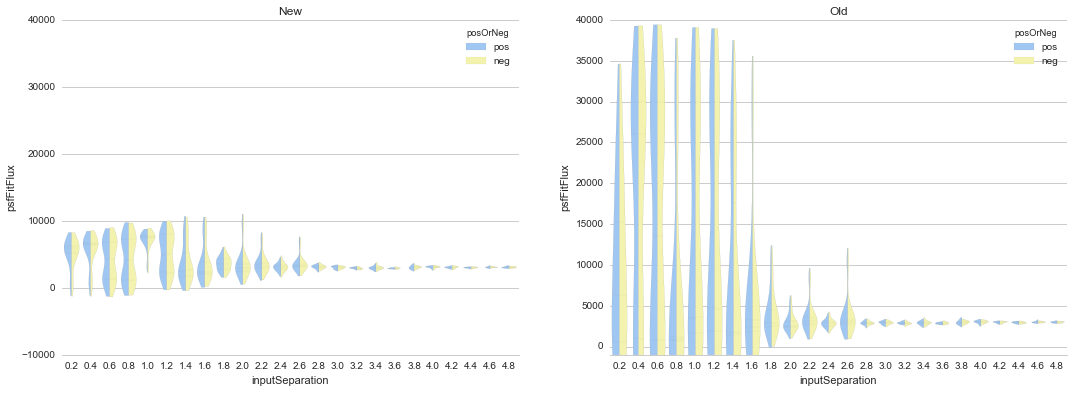 New
posOrNeg
pos
neg
40000
30000
20000
10000
0
−10000
psfFitFlux
0.2 0.4 0.6 0.8 1.0 1.2 1.4 1.6 1.8 2.0 2.2 2.4 2.6 2.8 3.0 3.2 3.4 3.6 3.8 4.0 4.2 4.4 4.6 4.8
inputSeparation
Old
posOrNeg
pos
neg
40000
35000
30000
25000
20000
15000
10000
5000
0
psfFitFlux
0.2 0.4 0.6 0.8 1.0 1.2 1.4 1.6 1.8 2.0 2.2 2.4 2.6 2.8 3.0 3.2 3.4 3.6 3.8 4.0 4.2 4.4 4.6 4.8
inputSeparation